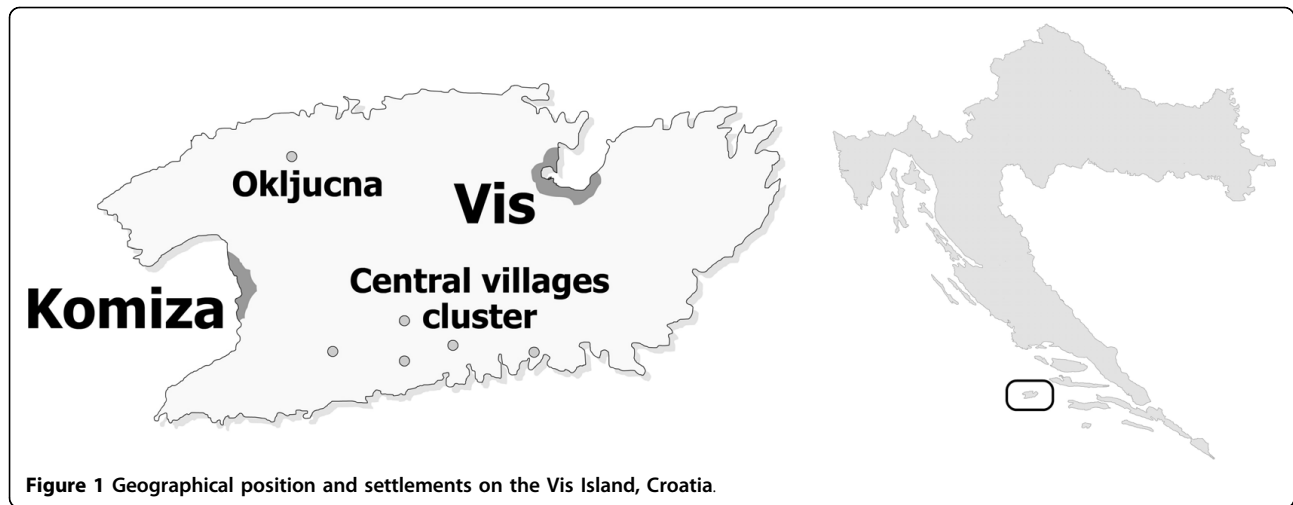 Okljucna
Vis
Central villages
cluster
Komiza
Figure 1 Geographical position and settlements on the Vis Island, Croatia.